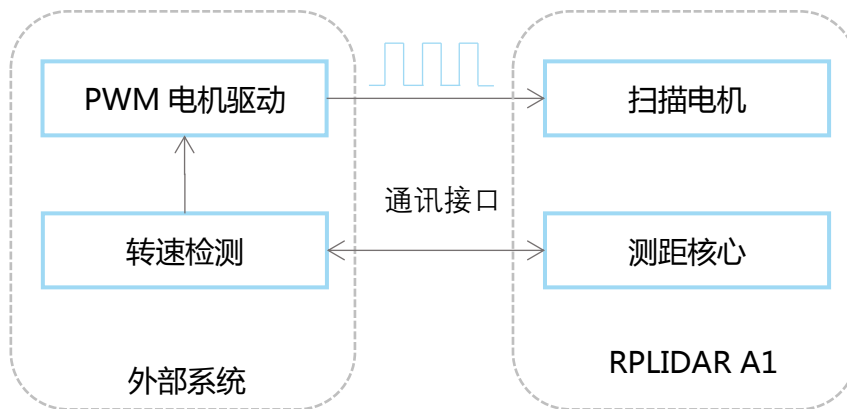 PWM 电机驱动
扫描电机
通讯接口
转速检测
测距核心
外部系统
RPLIDAR A1